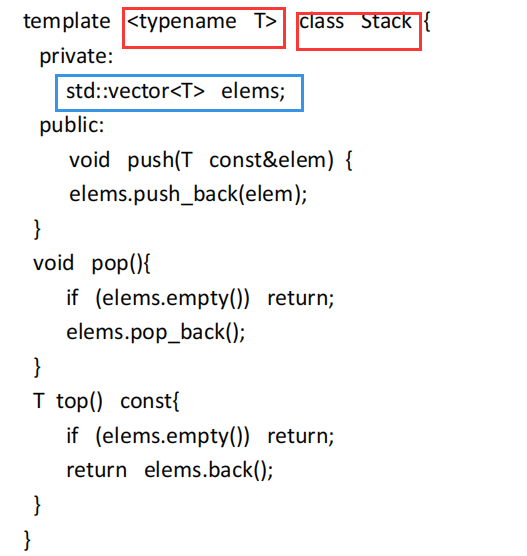 template <typename T> class Stack {
private:
std::vector<T> elems;
public:
void push(T const&elem) {
elems.push_back(elem);
}
void pop(){
if (elems.empty()) return;
elems.pop_back();
}
T top() const{
if (elems.empty()) return;
return elems.back();
}
}